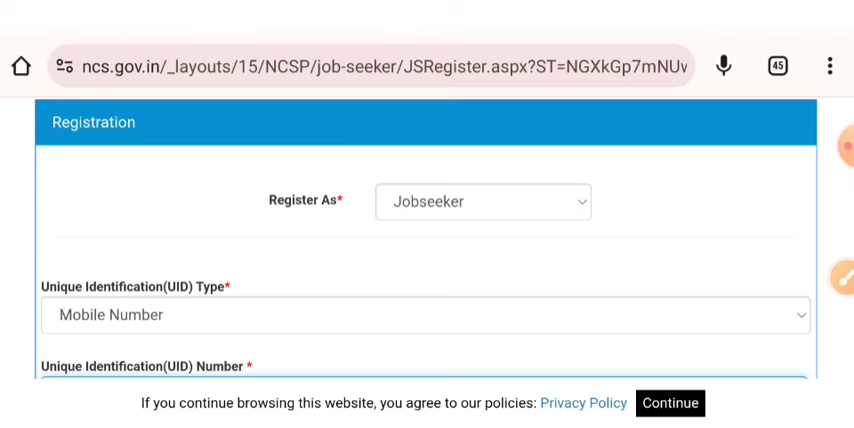 ncs.gov.in/_layouts/15/NCSP/job-seeker/JSRegister.aspx?ST=NGXkGp7mNU
45
Registration
Register As*
Jobseeker
Unique Identification(UID) Type*
Mobile Number
Unique Identification(UID) Number *
If you continue browsing this website, you agree to our policies: Privacy Policy Continue